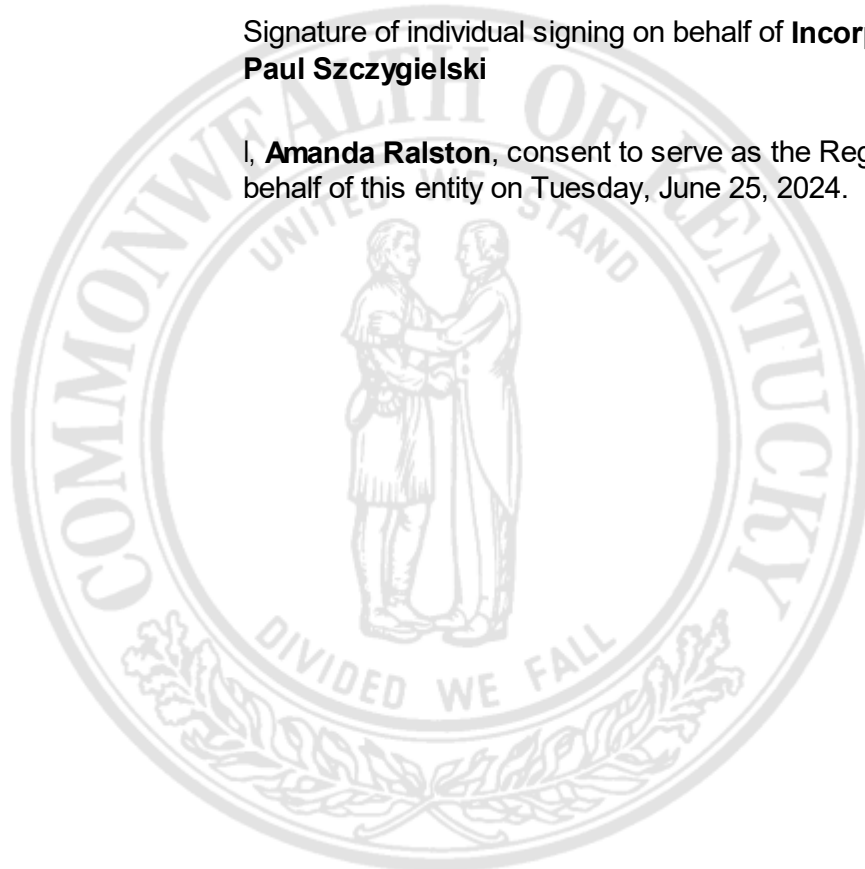 Signature of individual signing on behalf of Incorp
Paul Szczygielski
I, Amanda Ralston, consent to serve as the Reg
behalf of this entity on Tuesday, June 25, 2024.
COMMONWEALTH OF KENTUCKY
UNITED WE STAND
DIVIDED WE FALL